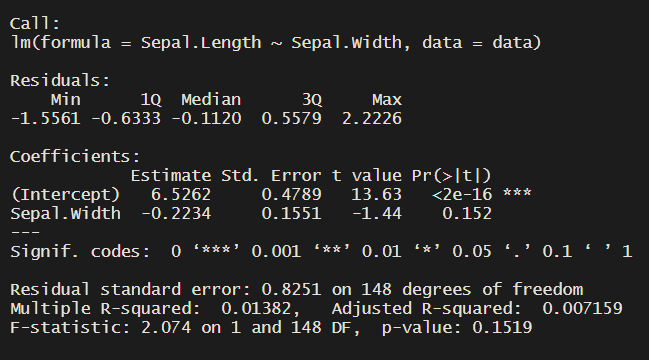 Call:
lm(formula = Sepal.Length ~ Sepal.Width, data = data)
Residuals:
    Min      1Q  Median      3Q     Max
-1.5561 -0.6333 -0.1120  0.5579  2.2226
Coefficients:
            Estimate Std. Error t value Pr(>|t|)
(Intercept)   6.5262     0.4789   13.63   <2e-16 ***
Sepal.Width  -0.2234     0.1551   -1.44    0.152
---
Signif. codes:  0 ‘***’ 0.001 ‘**’ 0.01 ‘*’ 0.05 ‘.’ 0.1 ‘ ’ 1
Residual standard error: 0.8251 on 148 degrees of freedom
Multiple R-squared:  0.01382,	Adjusted R-squared:  0.007159
F-statistic: 2.074 on 1 and 148 DF,  p-value: 0.1519